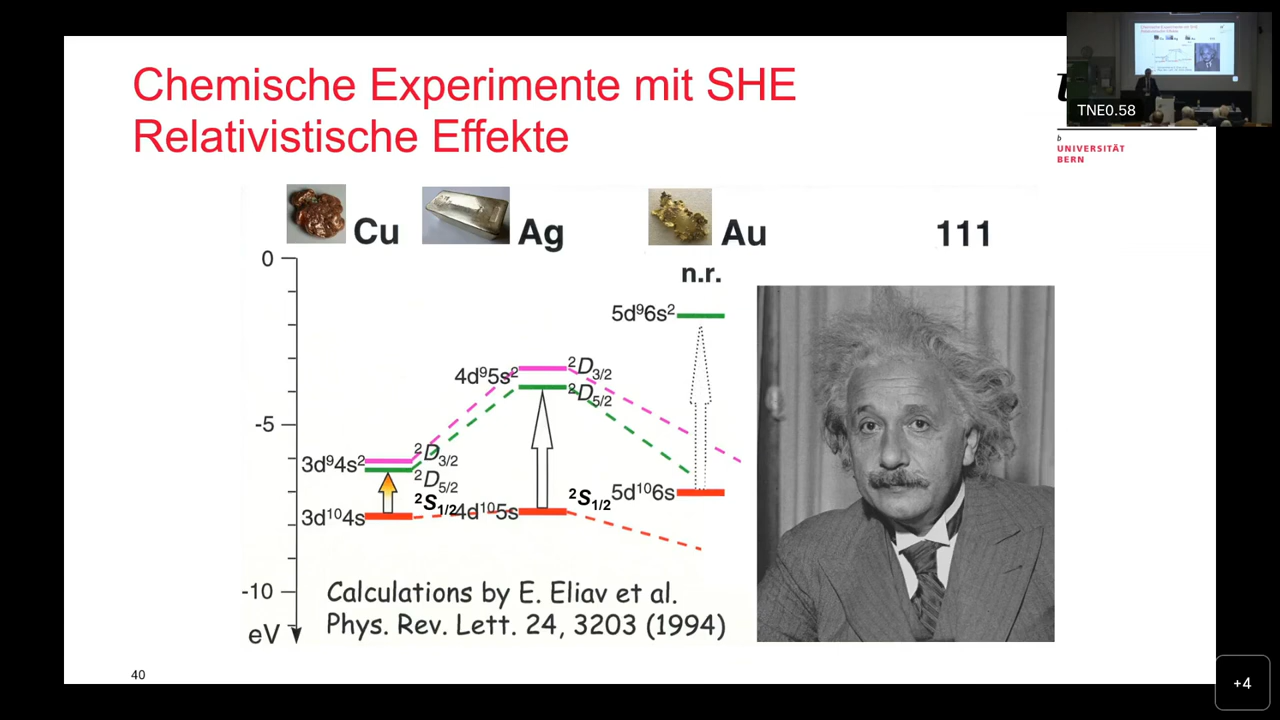 Chemische Experimente mit SHE
Relativistische Effekte
TNE0.58
b
UNIVERSITÄT
BERN
Cu
Ag
Au
111
n.r.
0
-5
-10
eV
5d⁹6s²
4d⁹5s²
²D₃/₂
²D₅/₂
3d⁹4s²
²D₃/₂
²D₅/₂
²S₁/₂
3d¹⁰4s
4d¹⁰5s
²S₁/₂
5d¹⁰6s
Calculations by E. Eliav et al.
Phys. Rev. Lett. 24, 3203 (1994)
40
+4